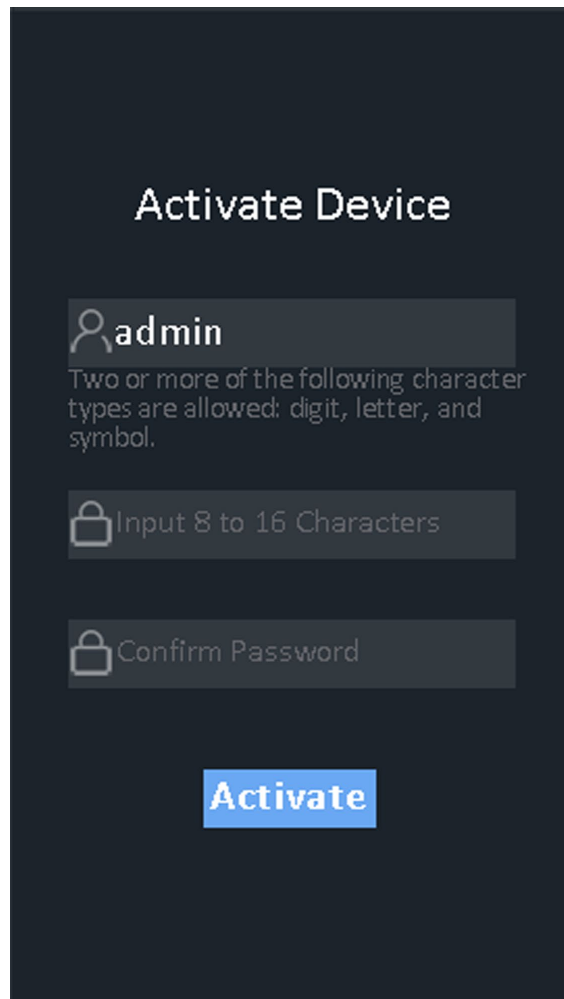 Activate Device
admin
Two or more of the following character
types are allowed: digit, letter, and
symbol.
Input 8 to 16 Characters
Confirm Password
Activate